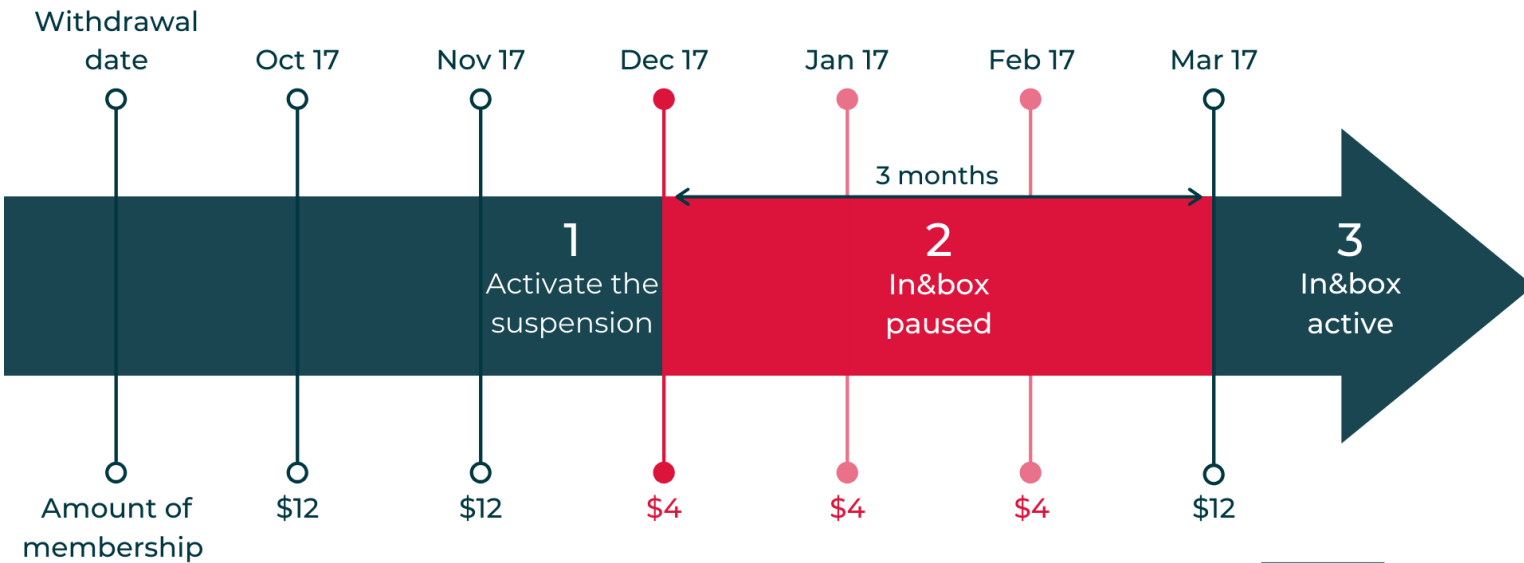 Withdrawal
date
Oct 17
Nov 17
Dec 17
Jan 17
Feb 17
Mar 17
3 months
1
Activate the
suspension
2
In&box
paused
3
In&box
active
Amount of
membership
$12
$12
$4
$4
$4
$12